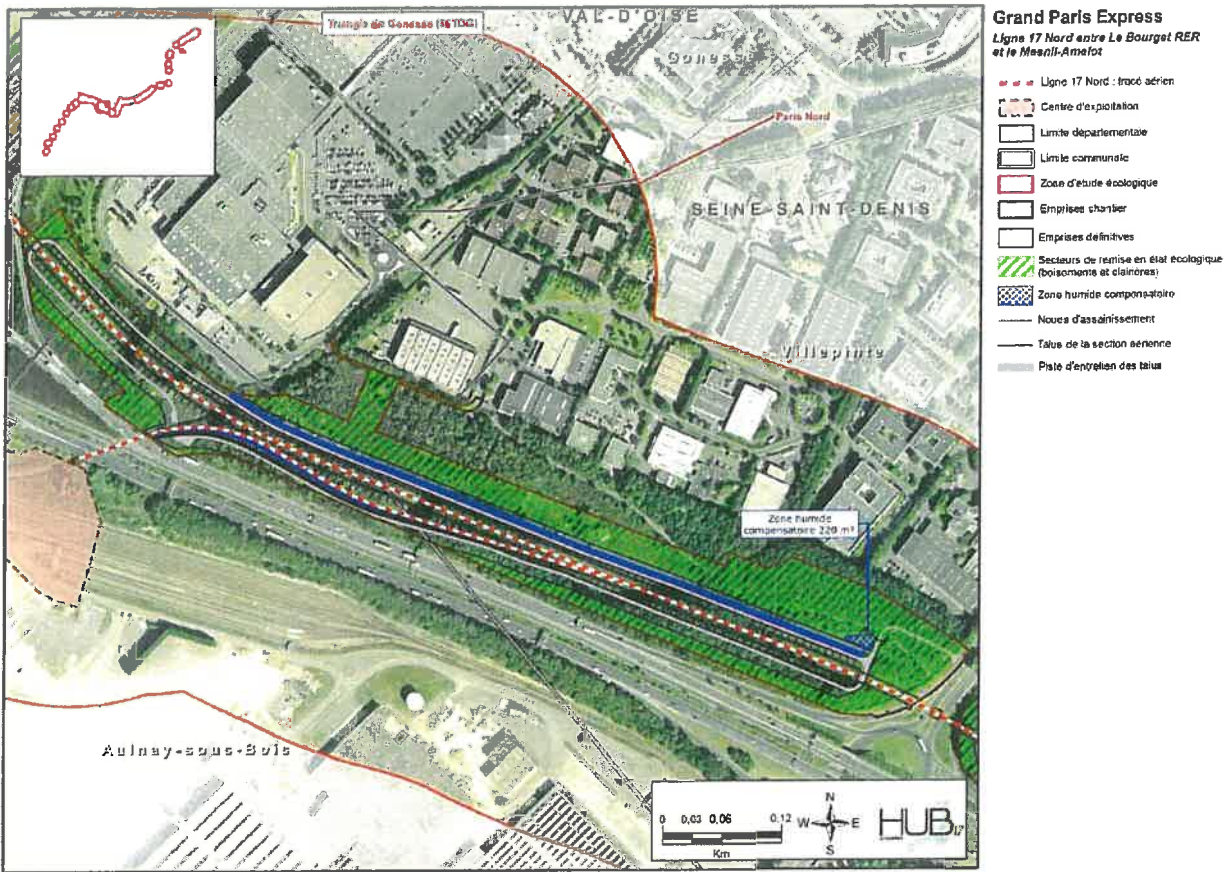 Triangle de Gonesse
VAL-D'OISE
Gonesse
Paris Nord
SEINE-SAINT-DENIS
Villepinte
Zone humide
compensatoire 220 m²
Aulnay-sous-Bois
0 0,03 0,06 0,12
Km
N
W E
S
HUB 17
Grand Paris Express
Ligne 17 Nord entre Le Bourget RER
et le Mesnil-Amelot
Ligne 17 Nord : tracé aérien
Centre d'exploitation
Limite départementale
Limite communale
Zone d'étude écologique
Emprises chantier
Emprises définitives
Secteurs de remise en état écologique
(boisements et clairières)
Zone humide compensatoire
Noues d'assainissement
Talus de la section aérienne
Piste d'entretien des talus